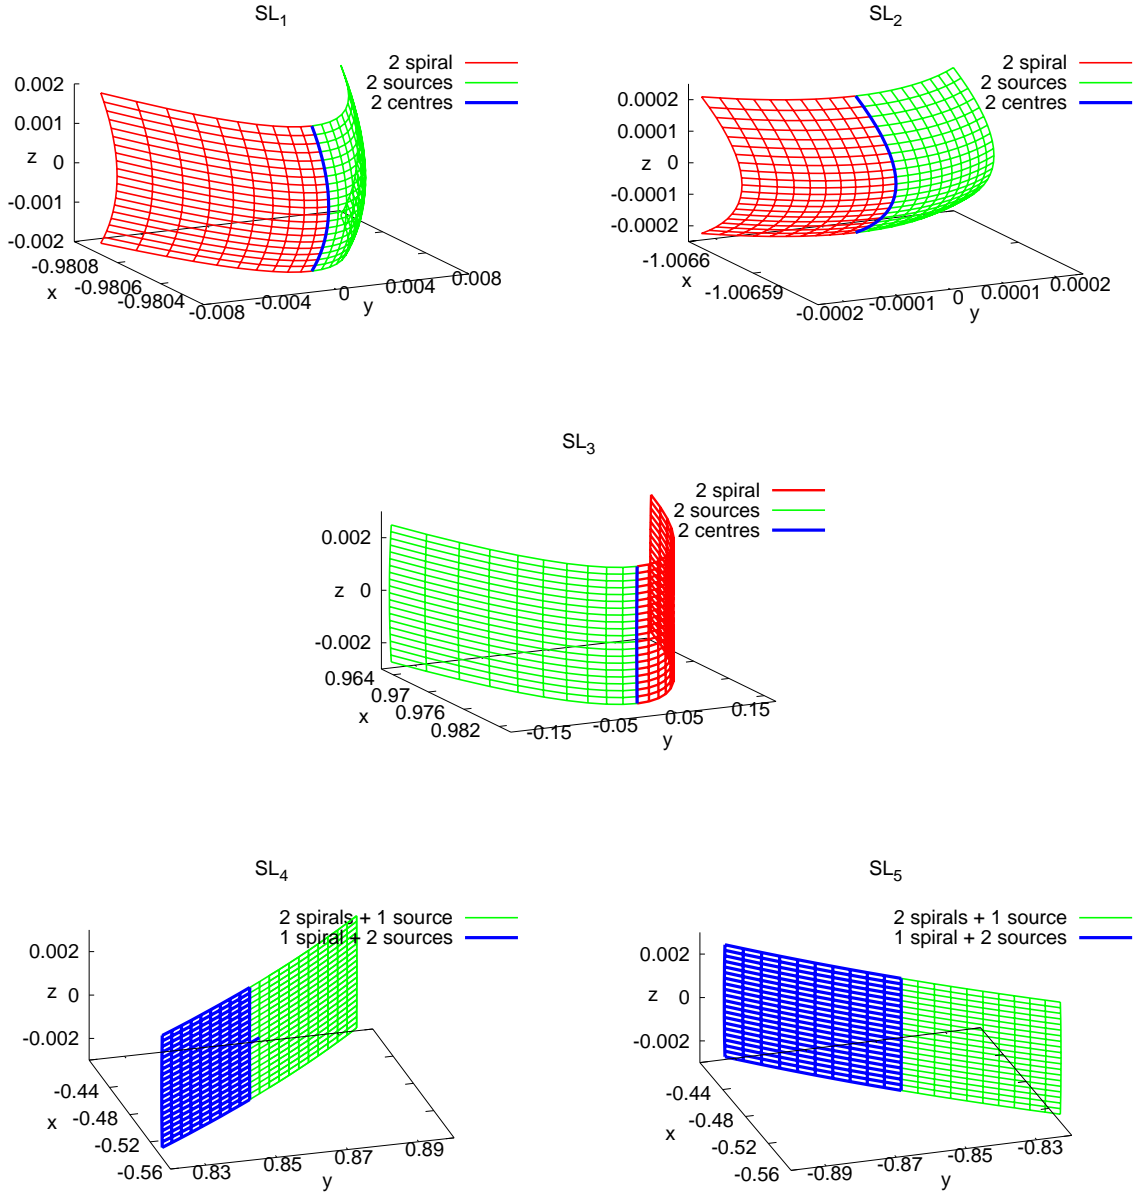 SL1
2 spiral
2 sources
2 centres
0.002
0.001
z 0
-0.001
-0.002
-0.9808
-0.9806
-0.9804
x
-0.008
-0.004
0
0.004
0.008
y
SL2
2 spiral
2 sources
2 centres
0.0002
0.0001
z 0
-0.0001
-0.0002
-1.0066
-1.00659
x
-0.0002
-0.0001
0
0.0001
0.0002
y
SL3
2 spiral
2 sources
2 centres
0.002
z 0
-0.002
0.964
0.97
0.976
0.982
x
-0.15
-0.05
0.05
0.15
y
SL4
2 spirals + 1 source
1 spiral + 2 sources
0.002
z 0
-0.002
-0.44
-0.48
-0.52
-0.56
x
0.83
0.85
0.87
0.89
y
SL5
2 spirals + 1 source
1 spiral + 2 sources
0.002
z 0
-0.002
-0.44
-0.48
-0.52
-0.56
x
-0.89
-0.87
-0.85
-0.83
y